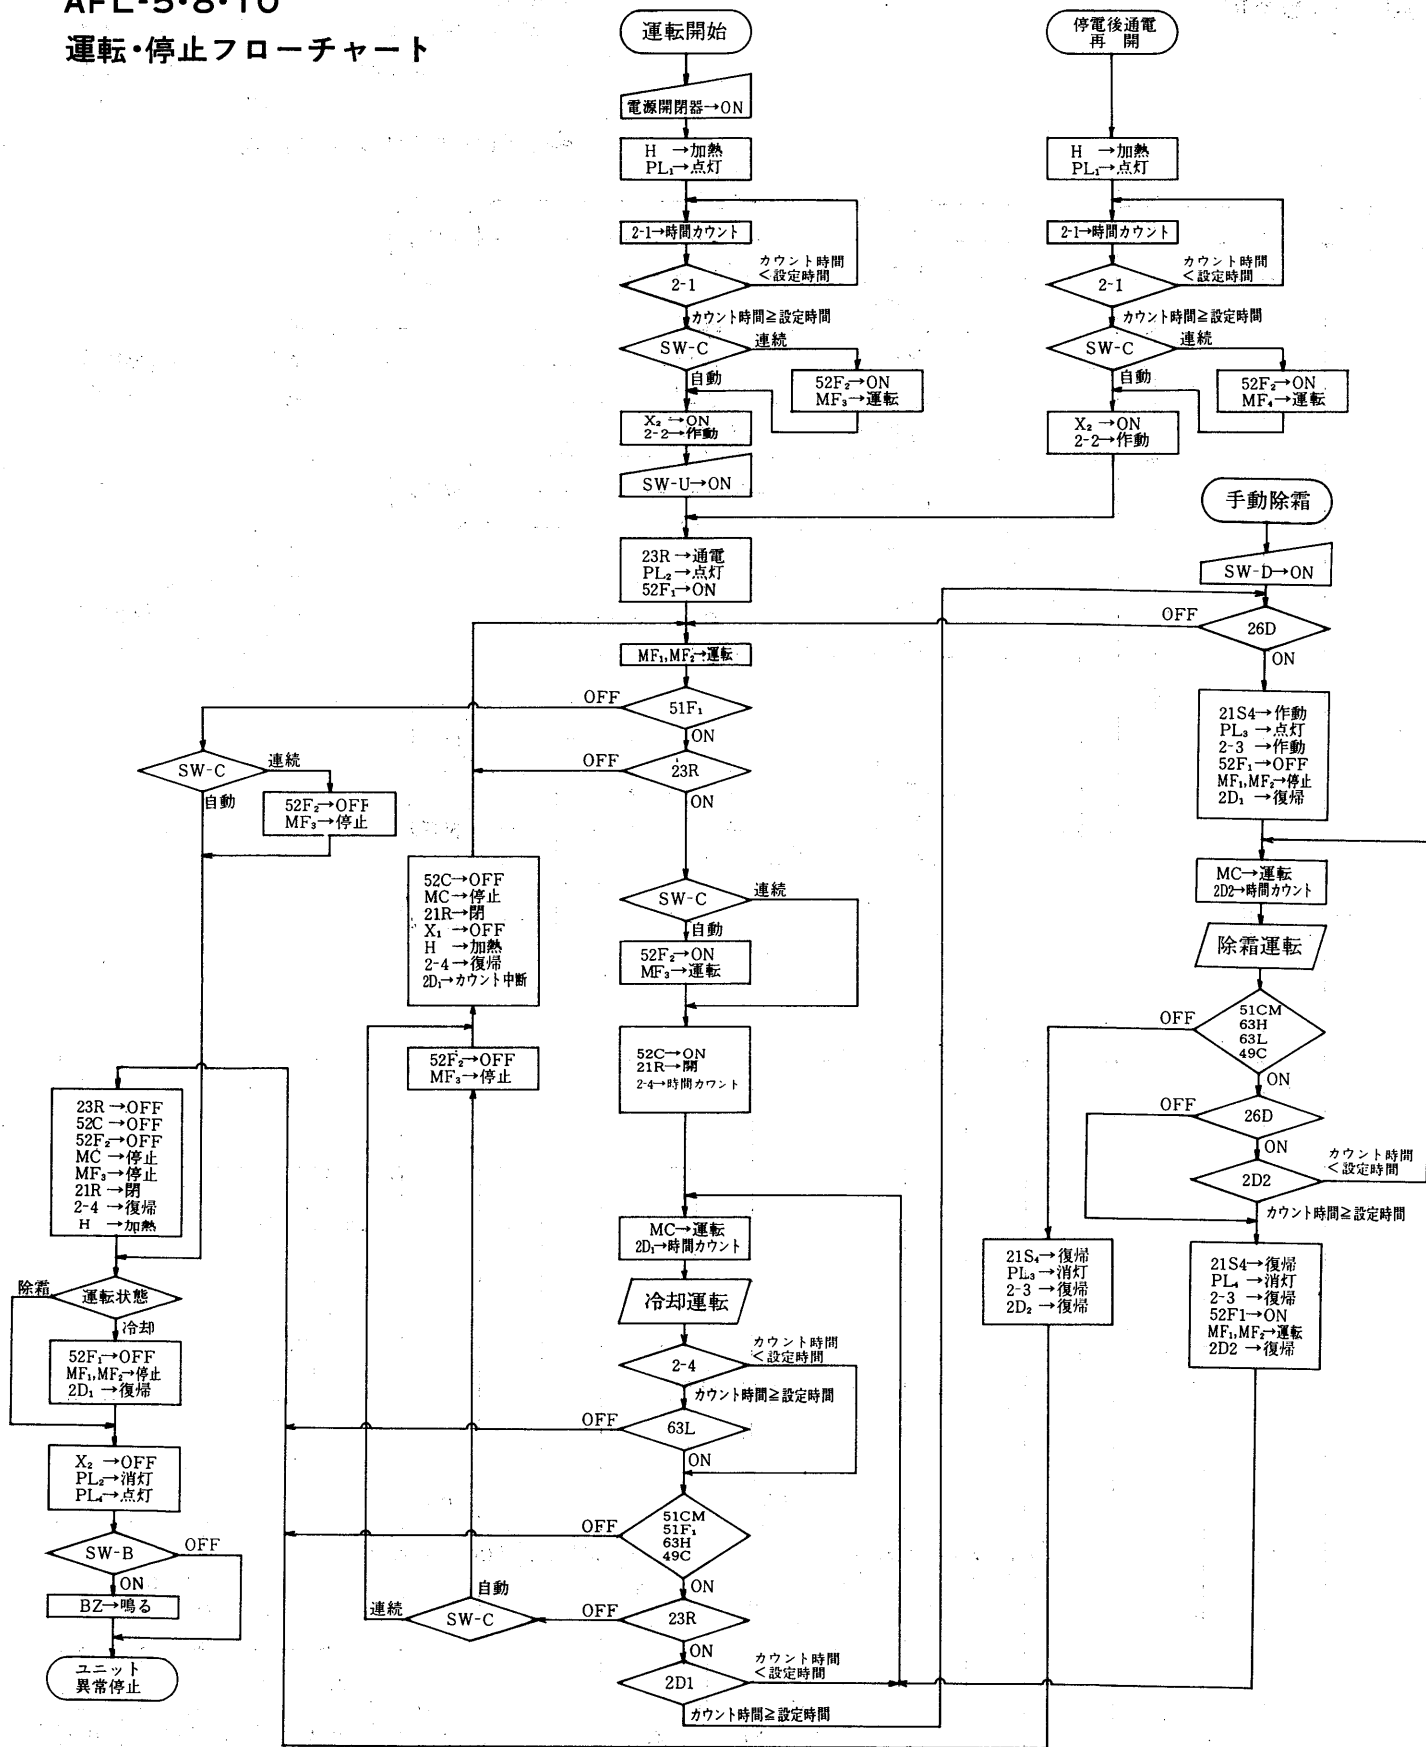 AFL-5・8・10
運転・停止フローチャート
運転開始
電源開閉器→ON
H →加熱
PL₁→点灯
2-1→時間カウント
カウント時間
<設定時間
2-1
カウント時間≧設定時間
SW-C
連続
自動
52F₂→ON
MF₃→運転
X₂ →ON
2-2→作動
SW-U→ON
停電後通電
再 開
H →加熱
PL₁→点灯
2-1→時間カウント
カウント時間
<設定時間
2-1
カウント時間≧設定時間
SW-C
連続
自動
52F₂→ON
MF₄→運転
X₂ →ON
2-2→作動
23R→通電
PL₂→点灯
52F₁→ON
MF₁,MF₂→運転
OFF
51F₁
ON
OFF
23R
ON
SW-C
連続
自動
52F₂→ON
MF₃→運転
52C→ON
21R→開
2-4→時間カウント
MC→運転
2D₁→時間カウント
冷却運転
カウント時間
<設定時間
2-4
カウント時間≧設定時間
OFF
63L
ON
OFF
51CM
51F₁
63H
49C
ON
OFF
23R
ON
カウント時間
<設定時間
2D1
カウント時間≧設定時間
自動
連続
SW-C
52F₂→OFF
MF₃→停止
52C→OFF
MC→停止
21R→閉
X₁ →OFF
H →加熱
2-4→復帰
2D₁→カウント中断
SW-C
連続
自動
52F₂→OFF
MF₃→停止
23R→OFF
52C→OFF
52F₂→OFF
MC →停止
MF₃→停止
21R→閉
2-4→復帰
H →加熱
除霜
運転状態
冷却
52F₁→OFF
MF₁,MF₂→停止
2D₁→復帰
X₂ →OFF
PL₂→消灯
PL₄→点灯
SW-B
OFF
ON
BZ→鳴る
ユニット
異常停止
手動除霜
SW-D→ON
OFF
26D
ON
21S4→作動
PL₃→点灯
2-3 →作動
52F₁→OFF
MF₁,MF₂→停止
2D₁ →復帰
MC→運転
2D2→時間カウント
除霜運転
OFF
51CM
63H
63L
49C
ON
OFF
26D
ON
カウント時間
<設定時間
2D2
カウント時間≧設定時間
21S₄→復帰
PL₃→消灯
2-3→復帰
2D₂→復帰
21S4→復帰
PL₄→消灯
2-3→復帰
52F1→ON
MF₁,MF₂→運転
2D2→復帰